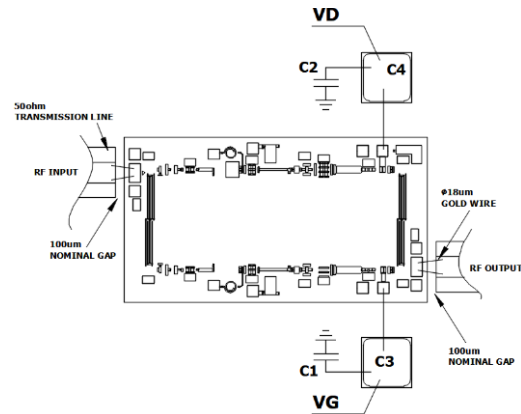 VD
C2
C4
50ohm
TRANSMISSION LINE
RF INPUT
100um
NOMINAL GAP
φ18um
GOLD WIRE
RF OUTPUT
100um
NOMINAL GAP
C1
C3
VG